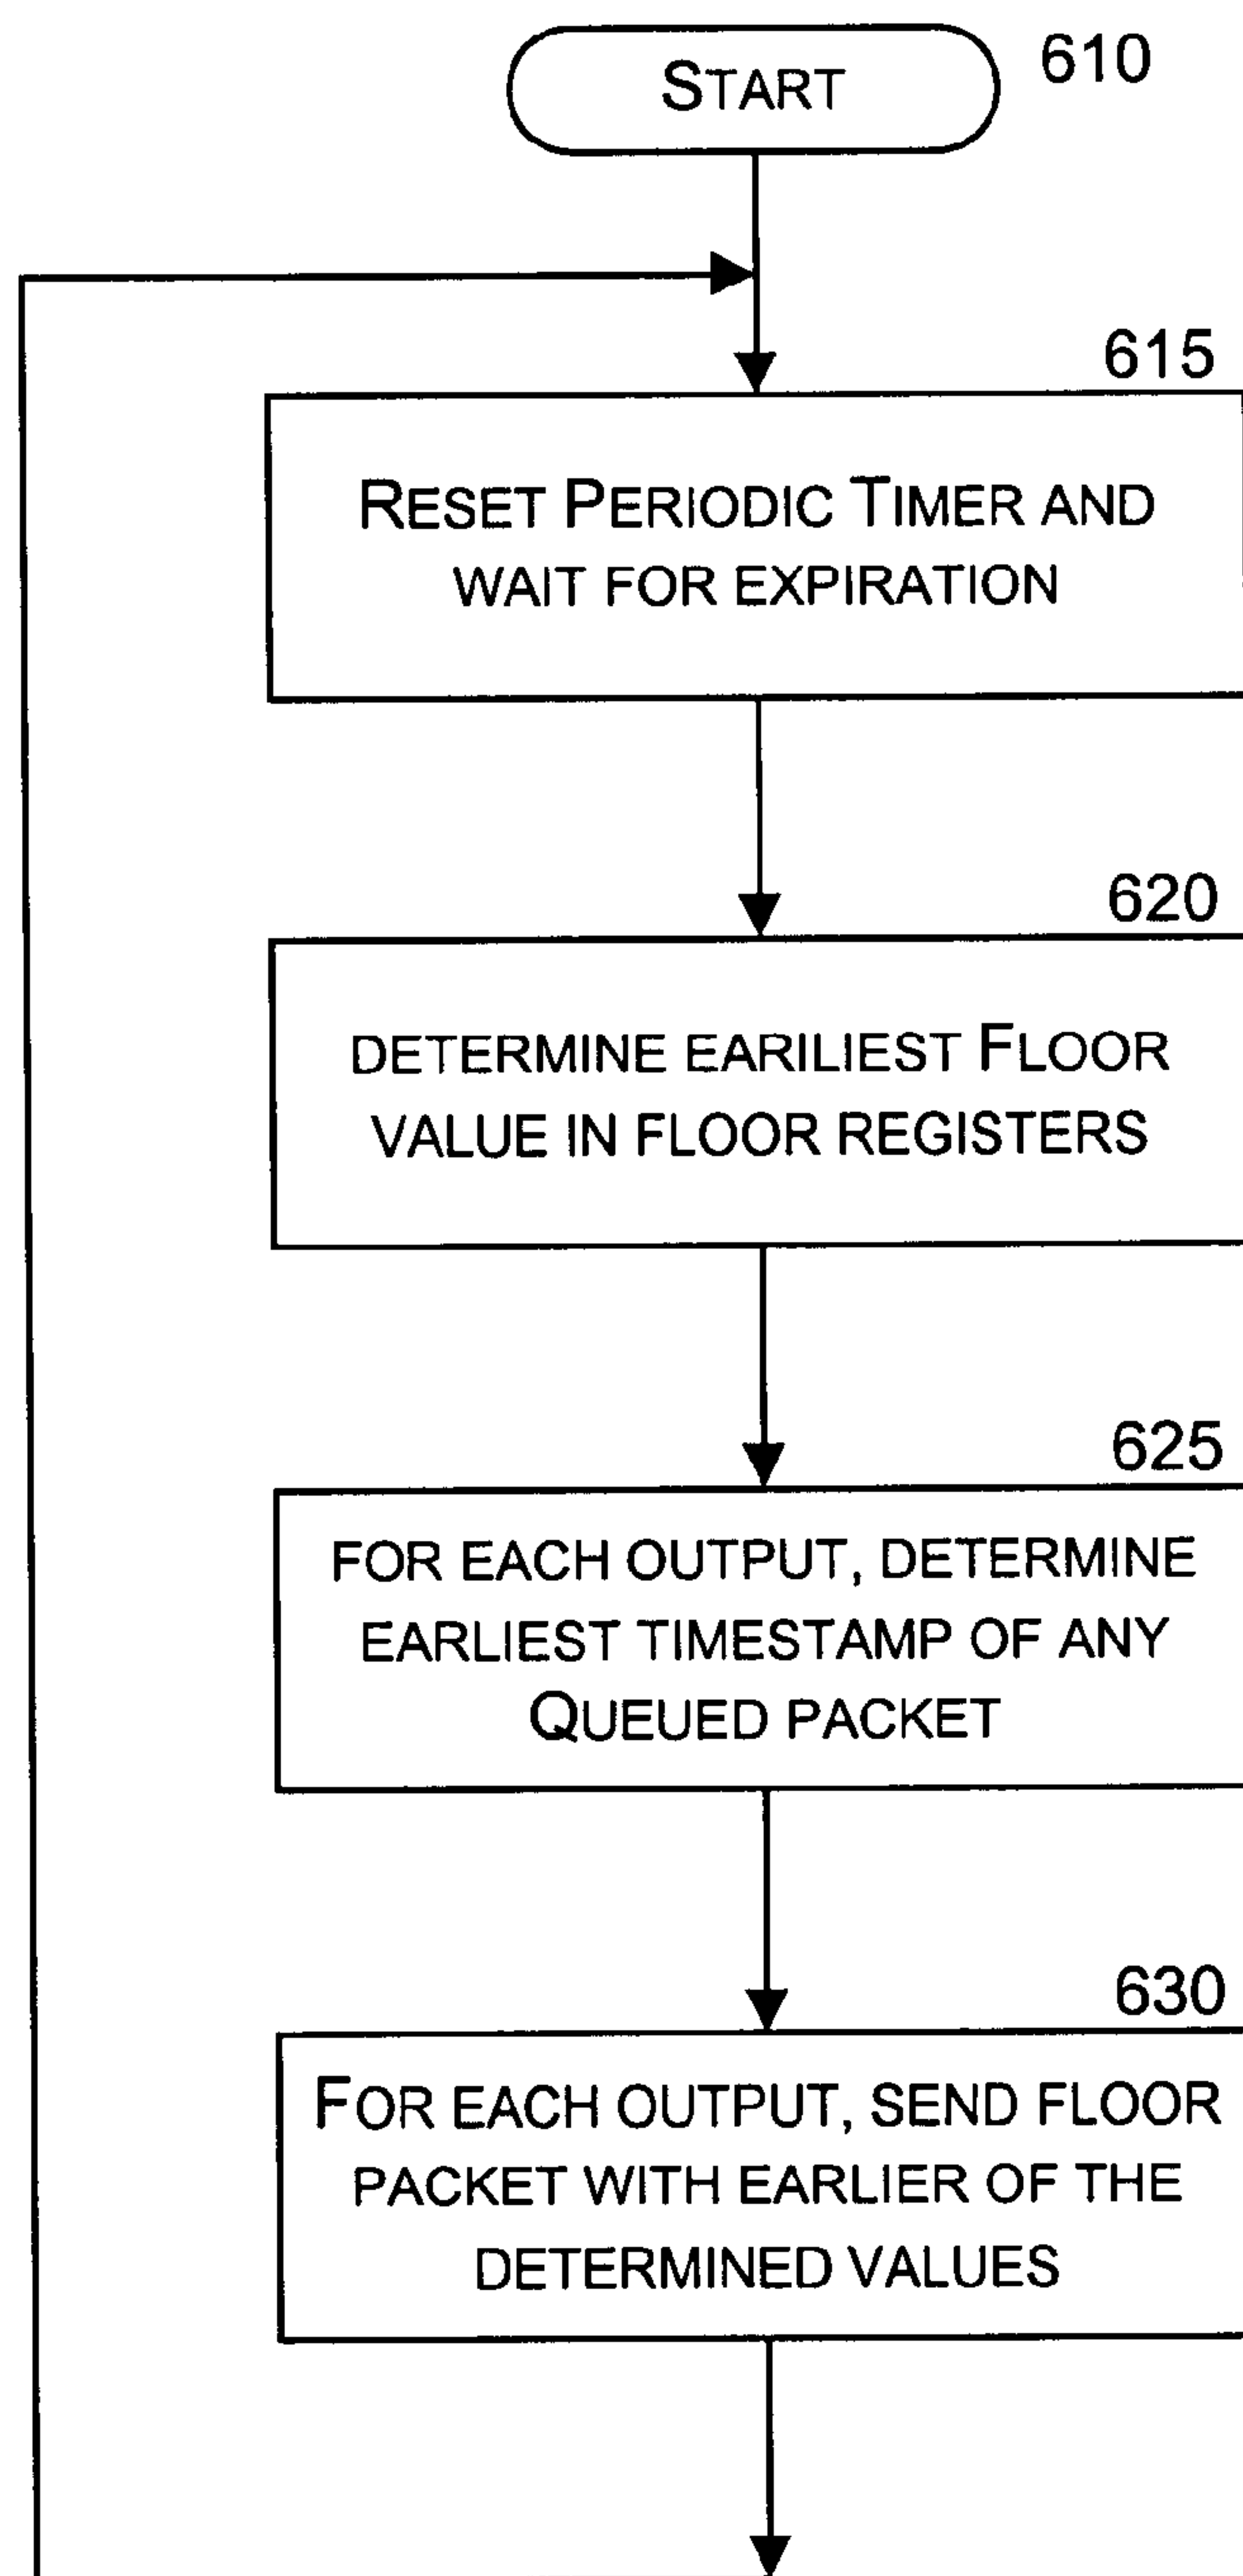 START
610
615
RESET PERIODIC TIMER AND
WAIT FOR EXPIRATION
620
DETERMINE EARILIEST FLOOR
VALUE IN FLOOR REGISTERS
625
FOR EACH OUTPUT, DETERMINE
EARLIEST TIMESTAMP OF ANY
QUEUED PACKET
630
FOR EACH OUTPUT, SEND FLOOR
PACKET WITH EARLIER OF THE
DETERMINED VALUES